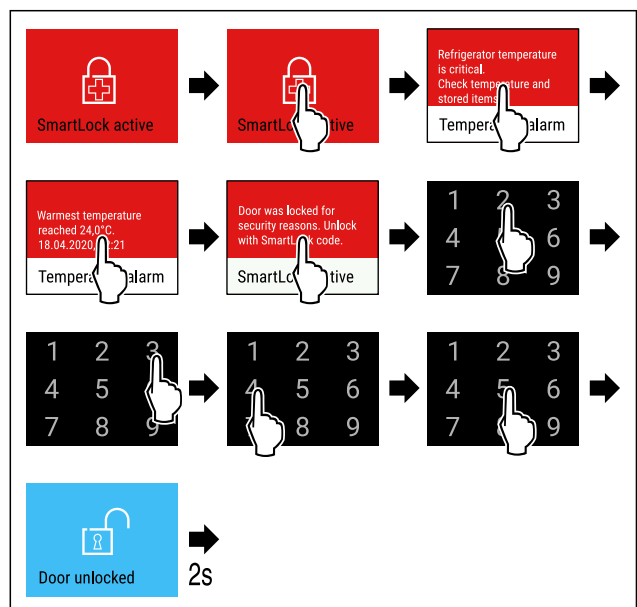 SmartLock active
SmartLo tive
Refrigerator temperature
is critical.
Check temperature and
stored items
Tempera alarm
Warmest temperature
reached 24,0°C.
18.04.2020, :21
Tempera alarm
Door was locked for
security reasons. Unlock
with SmartLock code.
SmartLo tive
1 2 3
4 6
7 8 9
1 2 3
4 5
7 8 9
1 2 3
4 5 6
7 8 9
1 2 3
4 5 6
7 9
Door unlocked
2s